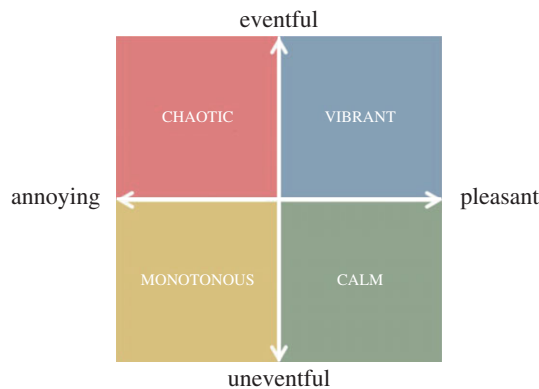 eventful
CHAOTIC
VIBRANT
annoying
pleasant
MONOTONOUS
CALM
uneventful